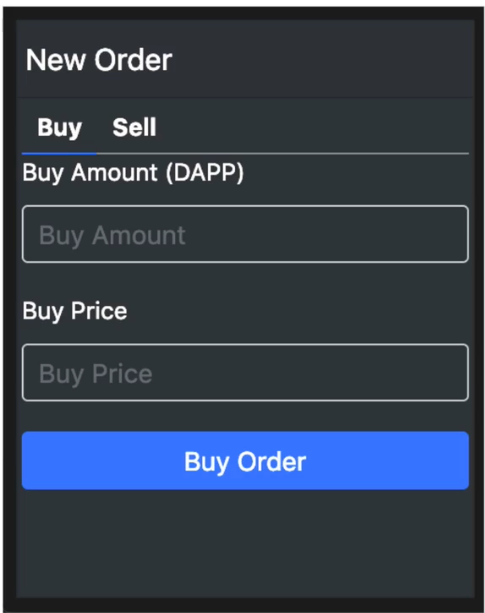 New Order
Buy Sell
Buy Amount (DAPP)
Buy Amount
Buy Price
Buy Price
Buy Order